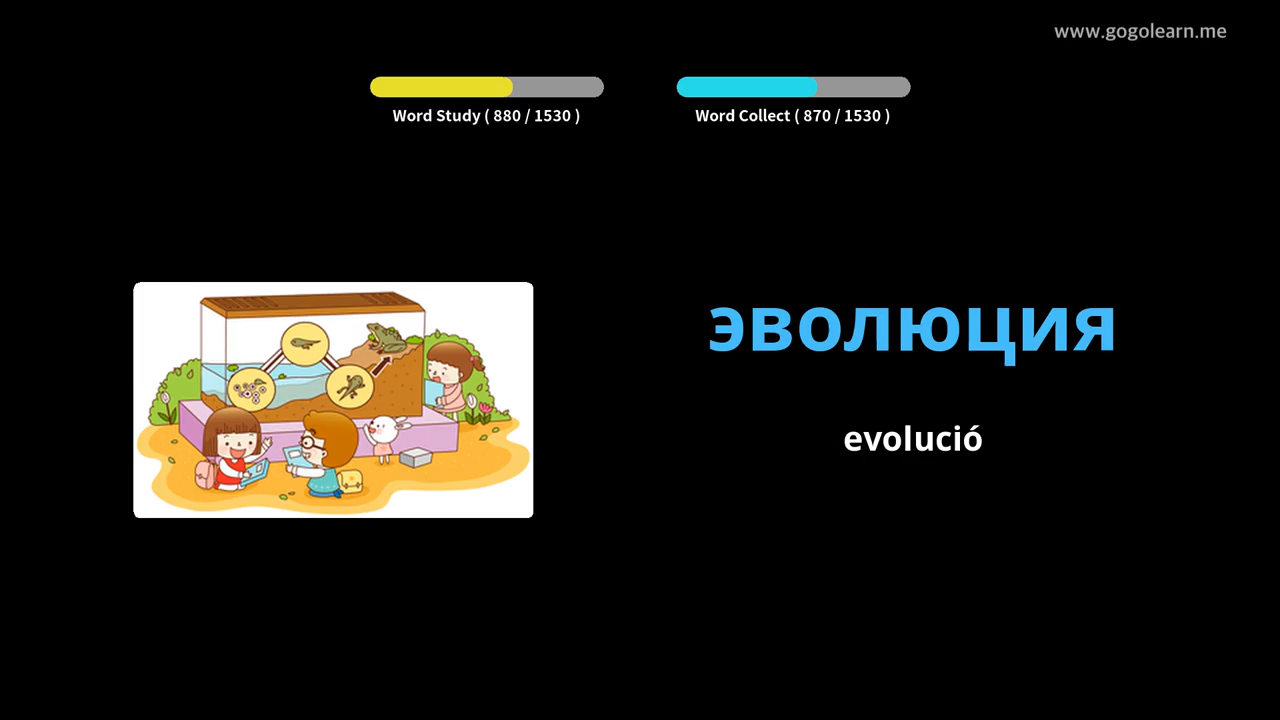 www.gogolearn.me
Word Study ( 880 / 1530 )
Word Collect ( 870 / 1530 )
эволюция
evolució